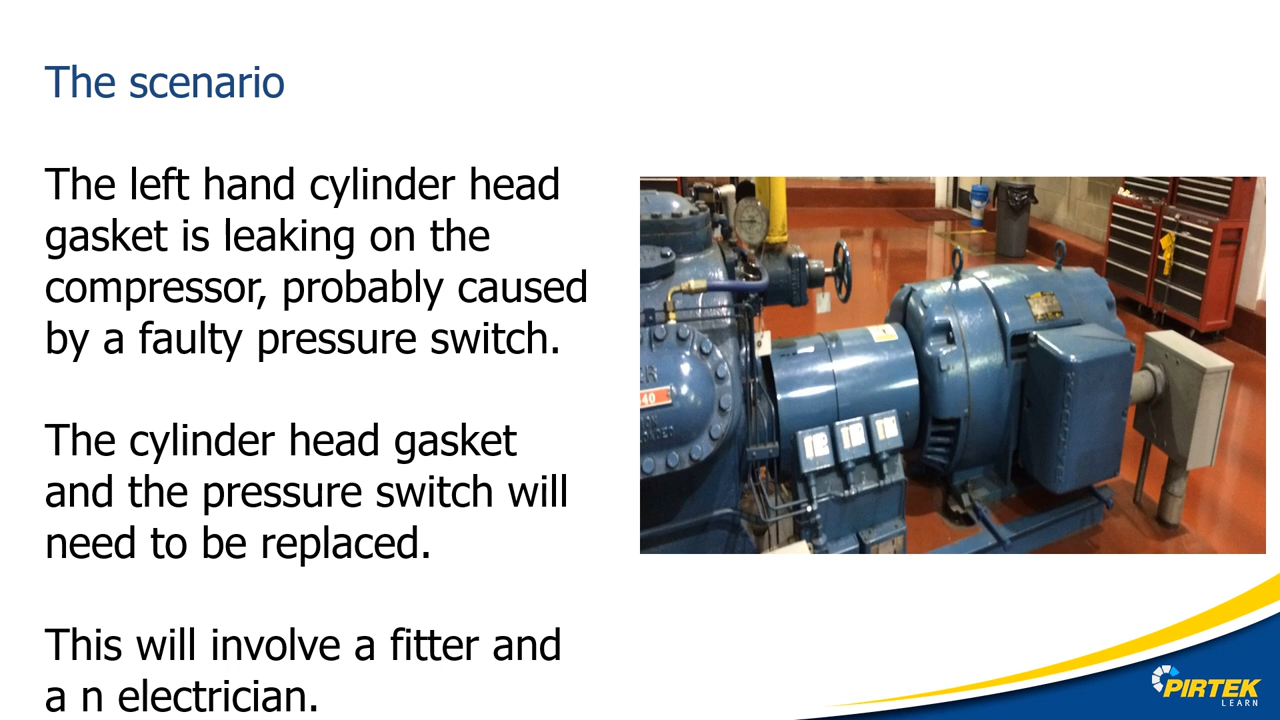 The scenario
The left hand cylinder head
gasket is leaking on the
compressor, probably caused
by a faulty pressure switch.
The cylinder head gasket
and the pressure switch will
need to be replaced.
This will involve a fitter and
a n electrician.
40
PIRTEK
LEARN